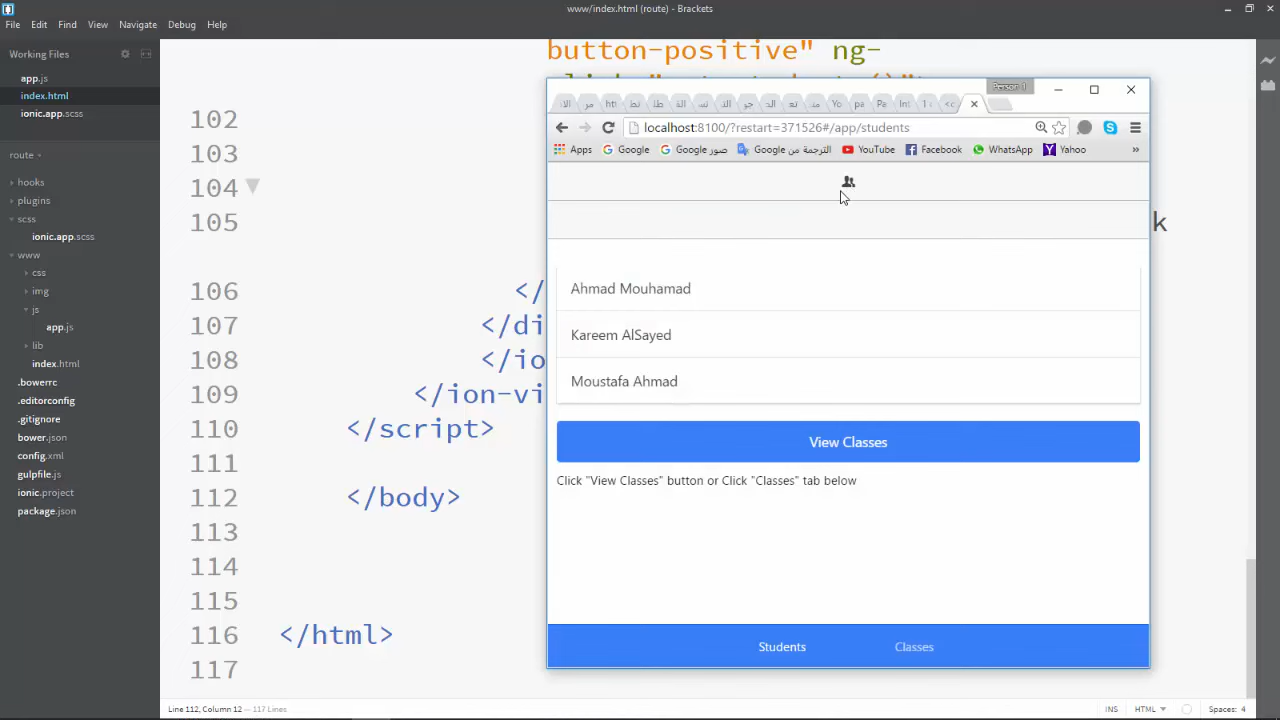 www/index.html (route) - Brackets
File Edit Find View Navigate Debug Help
Working Files
app.js
index.html
ionic.app.scss
route
hooks
plugins
scss
ionic.app.scss
www
css
img
js
app.js
lib
index.html
.bowerrc
.editorconfig
.gitignore
bower.json
config.xml
gulpfile.js
ionic.project
package.json
button-positive" ng-
102
103
104
105 k
106 </
107 </di
108 </io
109 </ion-vi
110 </script>
111
112 </body>
113
114
115
116 </html>
117
Person 1
localhost:8100/?restart=371526#/app/students
Apps Google صور Google الترجمة من Google YouTube Facebook WhatsApp Yahoo »
Ahmad Mouhamad
Kareem AlSayed
Moustafa Ahmad
View Classes
Click "View Classes" button or Click "Classes" tab below
Students Classes
Line 112, Column 12 — 117 Lines
INS HTML Spaces: 4